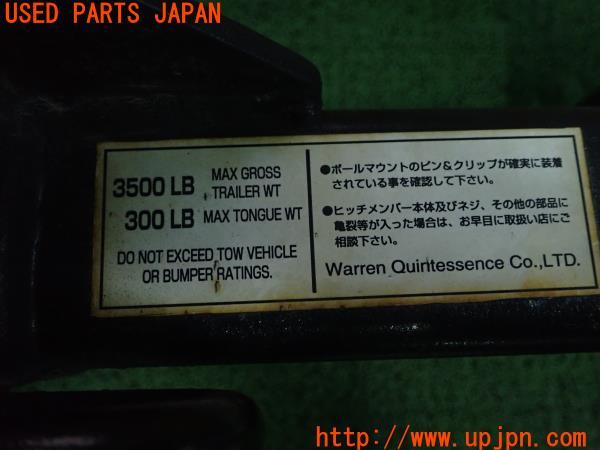 USED PARTS JAPAN
3500 LB MAX GROSS TRAILER WT
300 LB MAX TONGUE WT
DO NOT EXCEED TOW VEHICLE
OR BUMPER RATINGS.
●ボールマウントのピン&クリップが確実に装着
されている事を確認して下さい。
●ヒッチメンバー本体及びネジ、その他の部品に
亀裂等が入った場合は、お早目に取扱い店にご
相談下さい。
Warren Quintessence Co.,LTD.
U-PARTS
www.upjpn.com